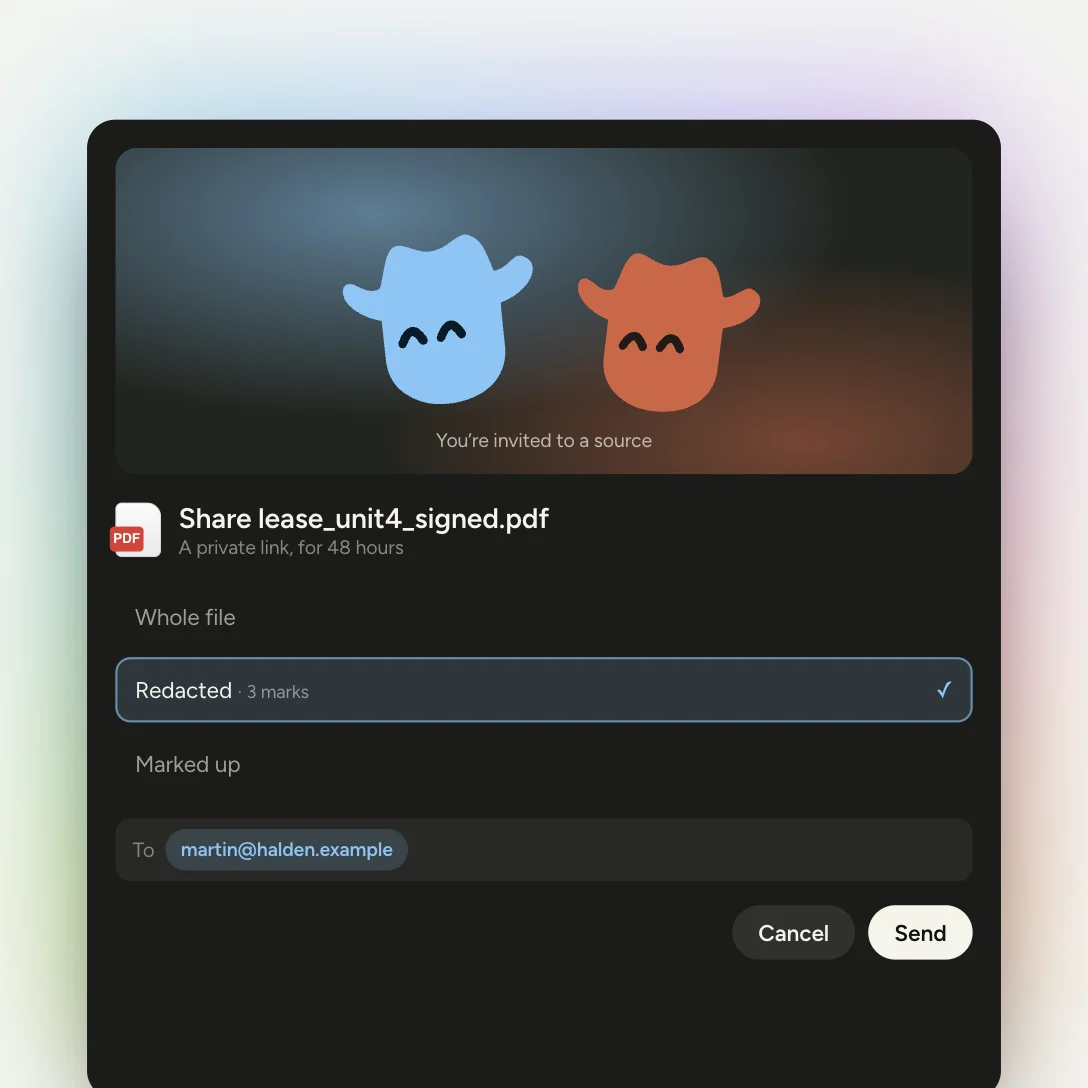 You’re invited to a source
PDF
Share lease_unit4_signed.pdf
A private link, for 48 hours
Whole file
Redacted · 3 marks
Marked up
To martin@halden.example
Cancel Send